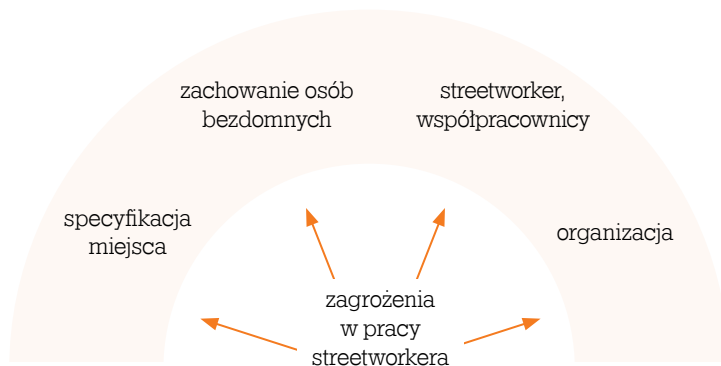 zachowanie osób
bezdomnych
streetworker,
współpracownicy
specyfikacja
miejsca
organizacja
zagrożenia
w pracy
streetworkera